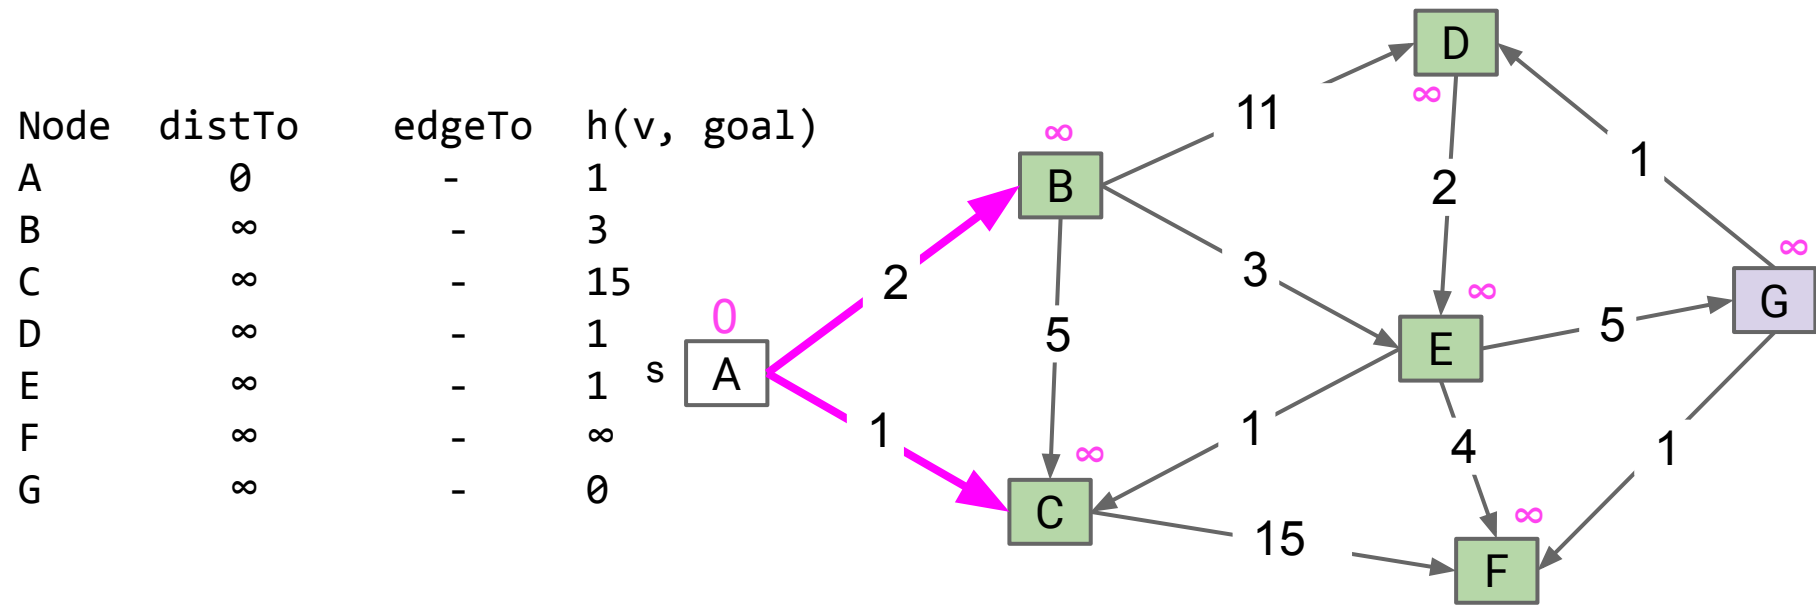 Node distTo edgeTo h(v, goal)
A 0 - 1
B ∞ - 3
C ∞ - 15
D ∞ - 1
E ∞ - 1
F ∞ - ∞
G ∞ - 0
D
∞
11
∞
B
1
2
∞
3
2
∞
G
0
s
A
5
E
5
1
∞
1
4
1
C
∞
15
F